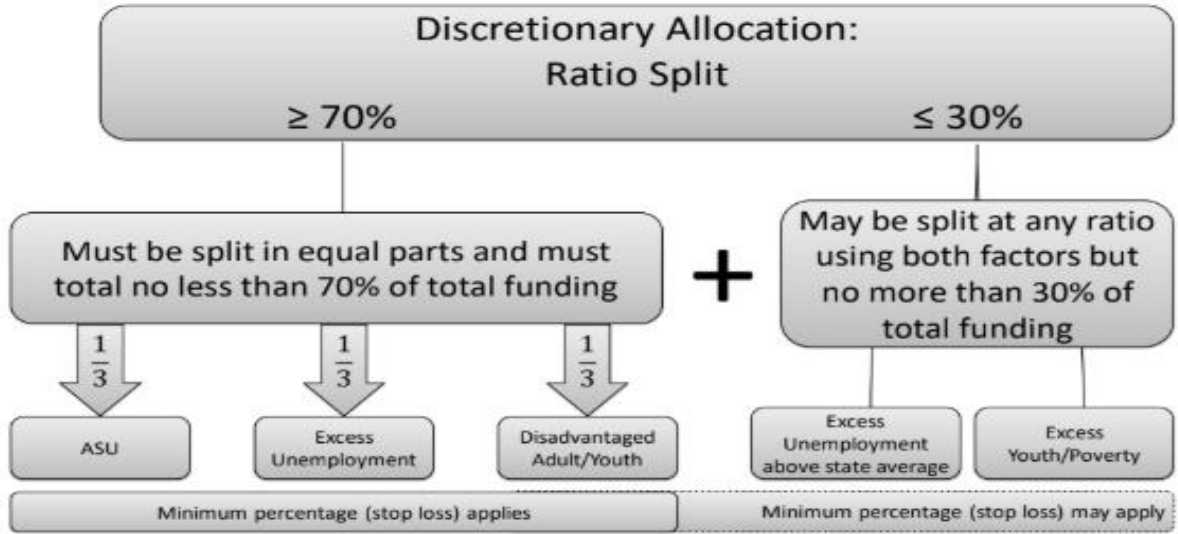 Discretionary Allocation:
Ratio Split
≥ 70%
≤ 30%
Must be split in equal parts and must
total no less than 70% of total funding
+
May be split at any ratio
using both factors but
no more than 30% of
total funding
1/3
1/3
1/3
ASU
Excess
Unemployment
Disadvantaged
Adult/Youth
Excess
Unemployment
above state average
Excess
Youth/Poverty
Minimum percentage (stop loss) applies
Minimum percentage (stop loss) may apply